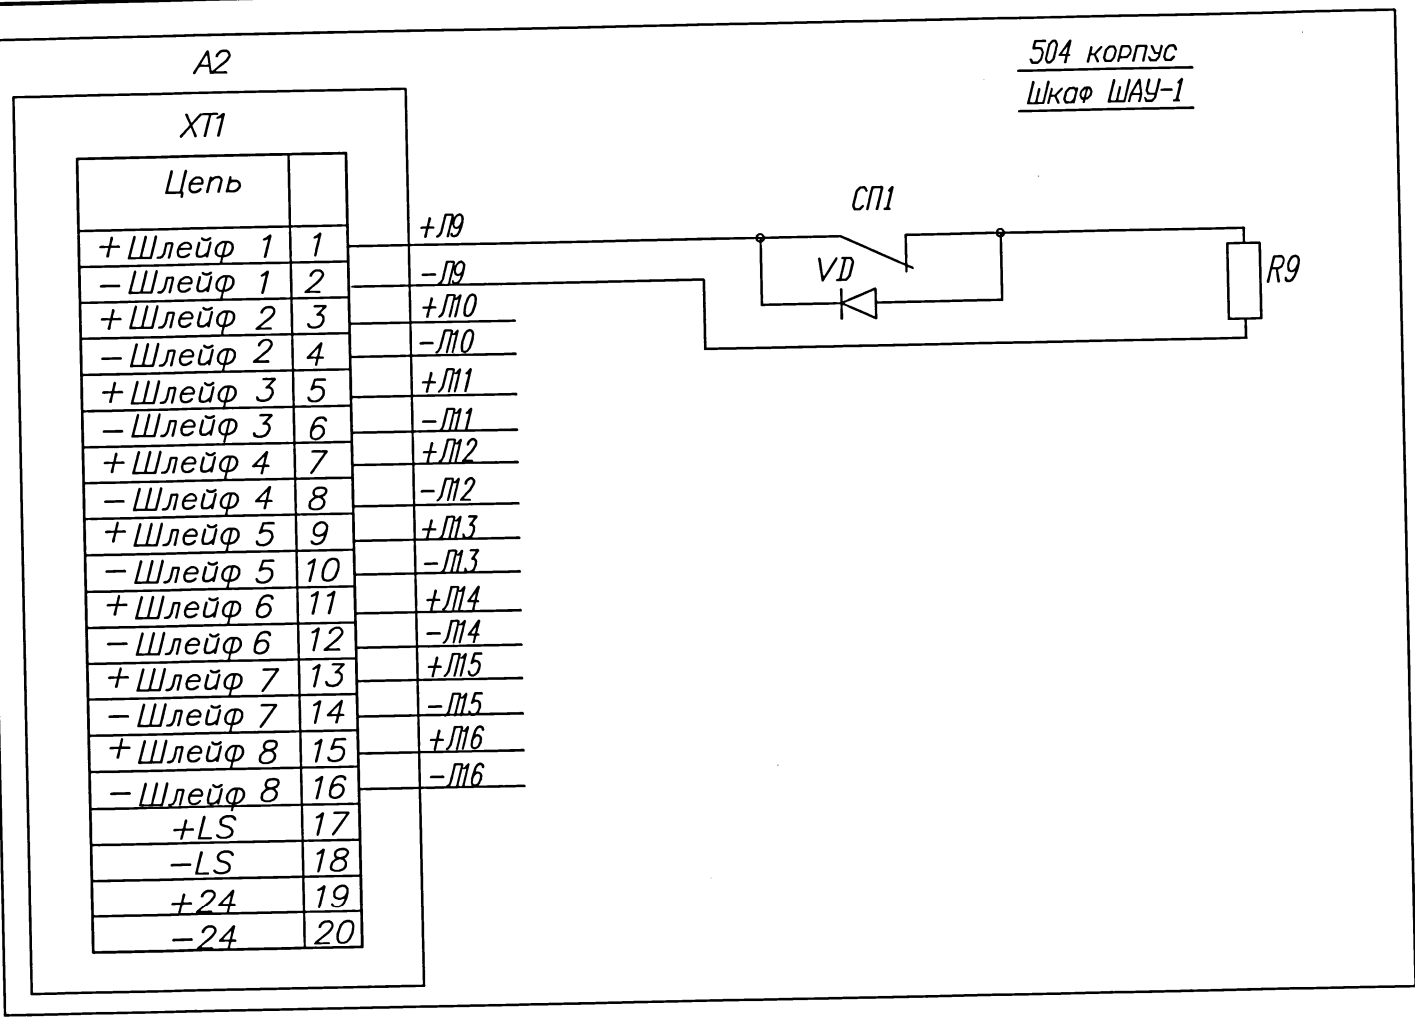 504 корпус
Шкаф ШАУ-1
А2
ХТ1
Цепь
+Шлейф 1 1
−Шлейф 1 2
+Шлейф 2 3
−Шлейф 2 4
+Шлейф 3 5
−Шлейф 3 6
+Шлейф 4 7
−Шлейф 4 8
+Шлейф 5 9
−Шлейф 5 10
+Шлейф 6 11
−Шлейф 6 12
+Шлейф 7 13
−Шлейф 7 14
+Шлейф 8 15
−Шлейф 8 16
+LS 17
−LS 18
+24 19
−24 20
+Л9
−Л9
+Л10
−Л10
+Л11
−Л11
+Л12
−Л12
+Л13
−Л13
+Л14
−Л14
+Л15
−Л15
+Л16
−Л16
СП1
VD
R9